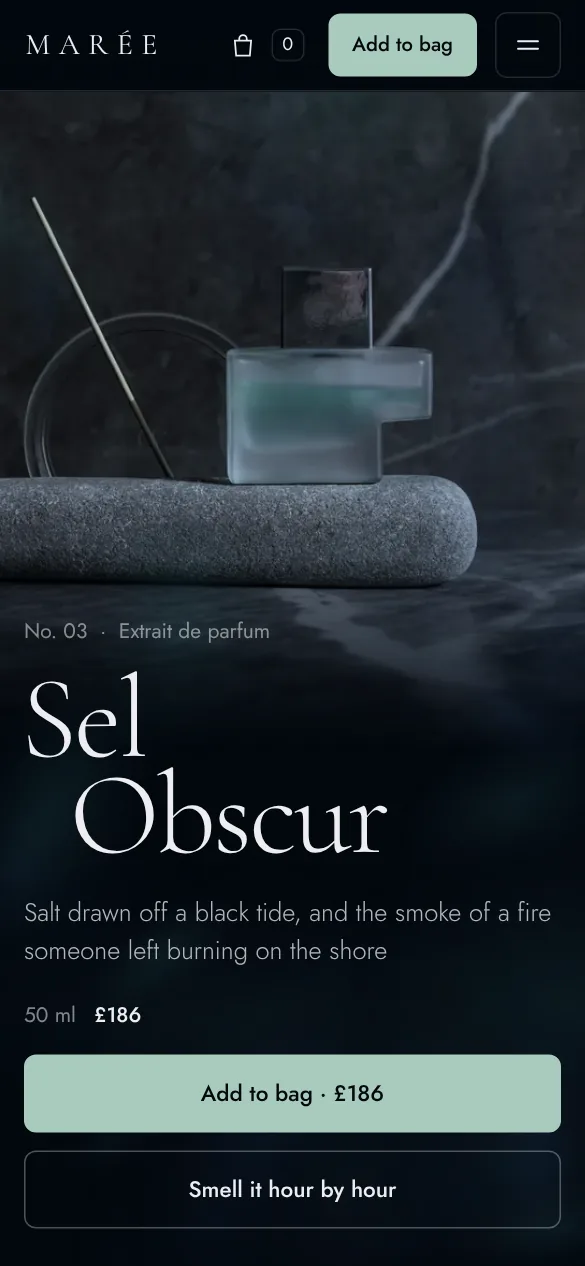 MARÉE
0
Add to bag
No. 03 · Extrait de parfum
Sel
Obscur
Salt drawn off a black tide, and the smoke of a fire
someone left burning on the shore
50 ml £186
Add to bag · £186
Smell it hour by hour